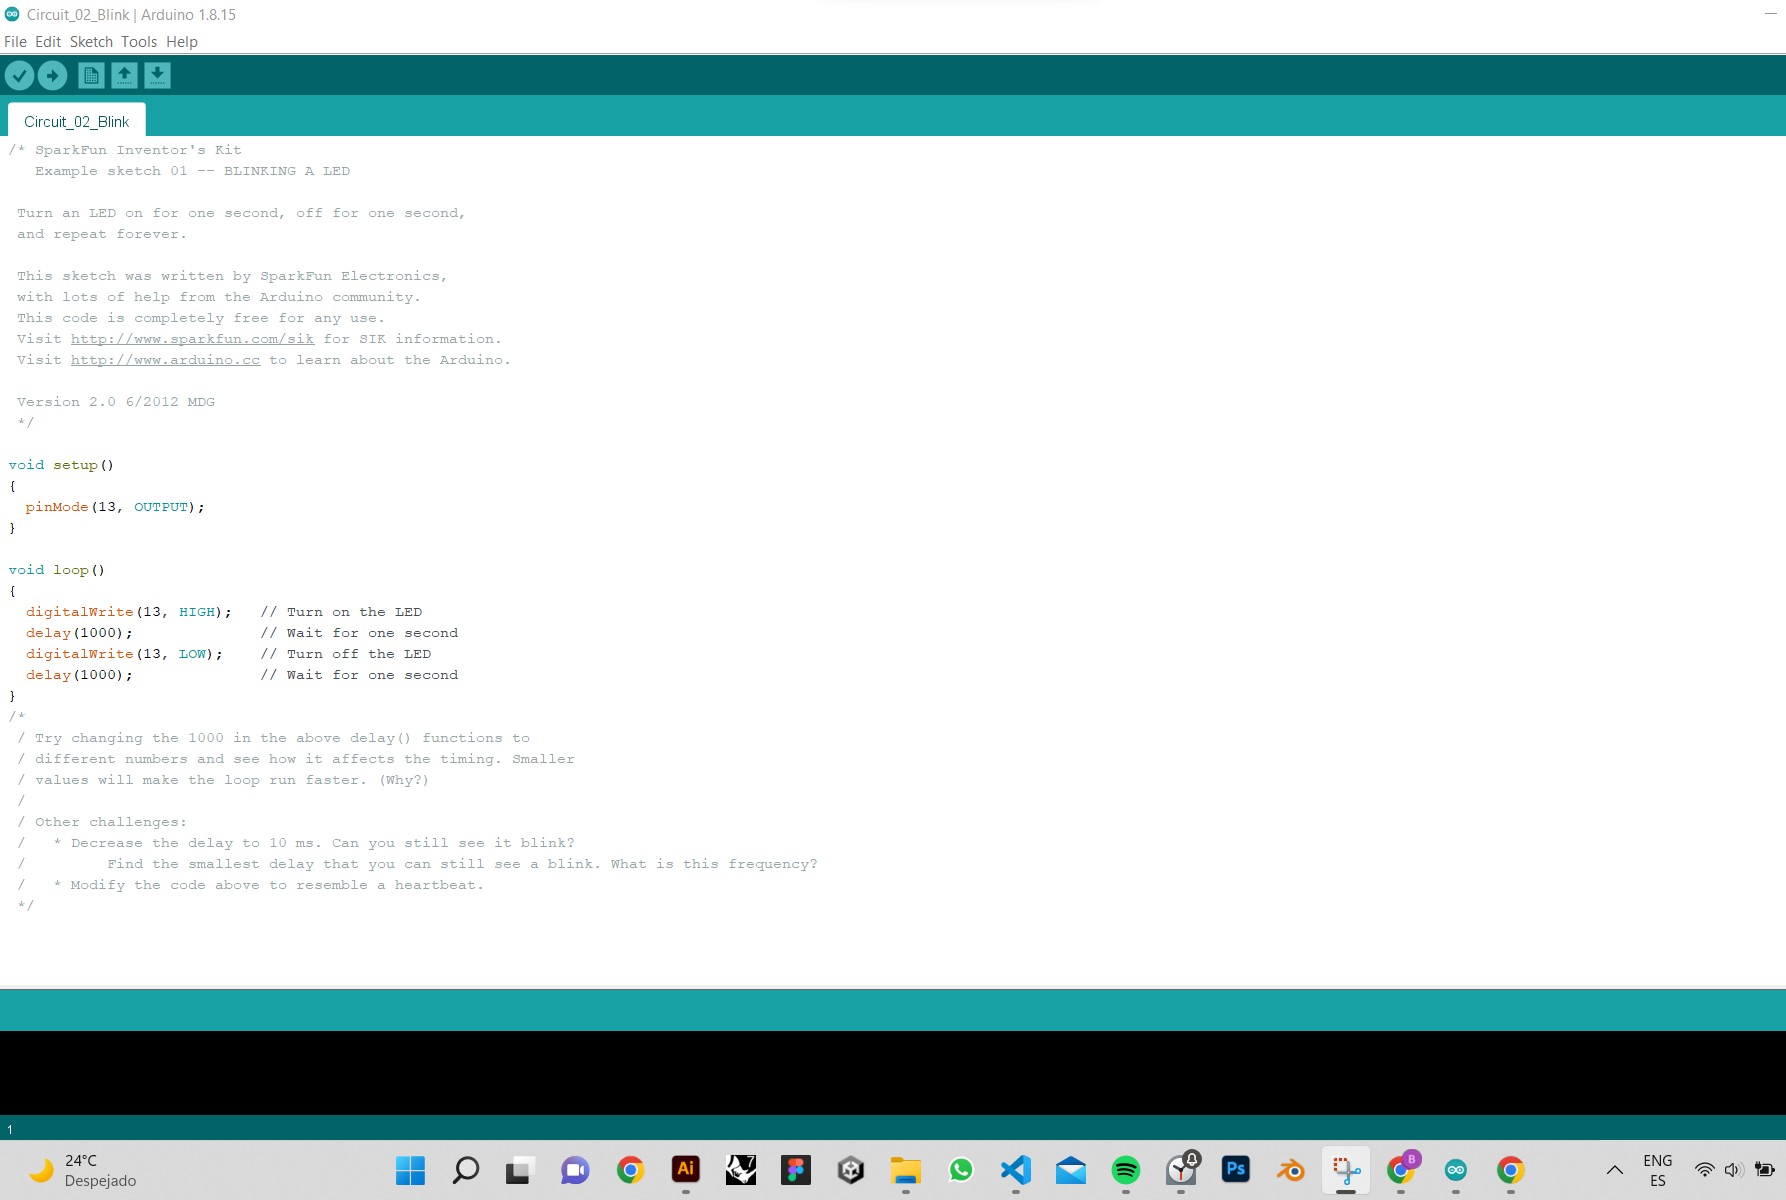 Circuit_02_Blink | Arduino 1.8.15
File Edit Sketch Tools Help
Circuit_02_Blink
/* SparkFun Inventor's Kit
   Example sketch 01 -- BLINKING A LED

 Turn an LED on for one second, off for one second,
 and repeat forever.

 This sketch was written by SparkFun Electronics,
 with lots of help from the Arduino community.
 This code is completely free for any use.
 Visit http://www.sparkfun.com/sik for SIK information.
 Visit http://www.arduino.cc to learn about the Arduino.

 Version 2.0 6/2012 MDG
 */

void setup()
{
  pinMode(13, OUTPUT);
}

void loop()
{
  digitalWrite(13, HIGH);   // Turn on the LED
  delay(1000);              // Wait for one second
  digitalWrite(13, LOW);    // Turn off the LED
  delay(1000);              // Wait for one second
}
/*
 / Try changing the 1000 in the above delay() functions to
 / different numbers and see how it affects the timing. Smaller
 / values will make the loop run faster. (Why?)
 /
 / Other challenges:
 /   * Decrease the delay to 10 ms. Can you still see it blink?
 /         Find the smallest delay that you can still see a blink. What is this frequency?
 /   * Modify the code above to resemble a heartbeat.
 */
1
24°C
Despejado
Ai
7
Ps
B
ENG
ES